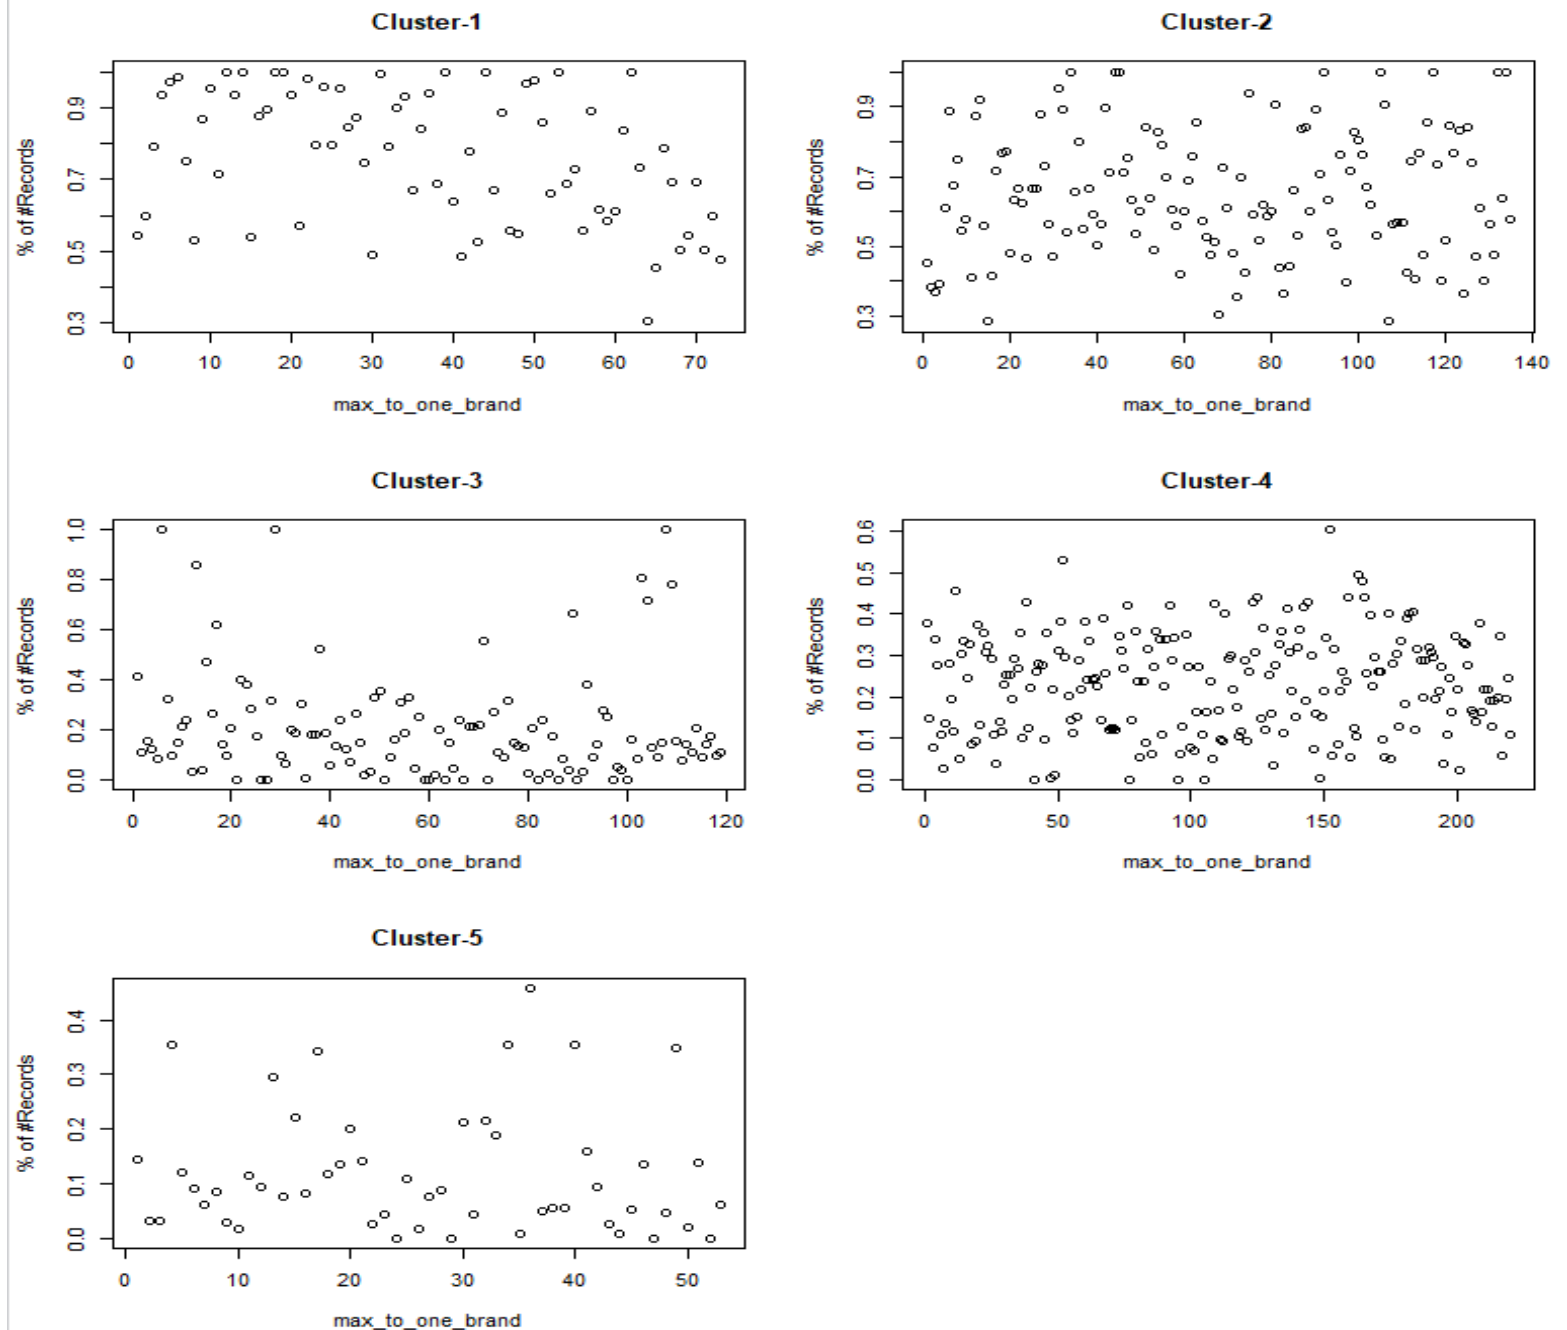 Cluster-1
% of #Records
0.3 0.5 0.7 0.9
0 10 20 30 40 50 60 70
max_to_one_brand
Cluster-2
% of #Records
0.3 0.5 0.7 0.9
0 20 40 60 80 100 120 140
max_to_one_brand
Cluster-3
% of #Records
0.0 0.2 0.4 0.6 0.8 1.0
0 20 40 60 80 100 120
max_to_one_brand
Cluster-4
% of #Records
0.0 0.1 0.2 0.3 0.4 0.5 0.6
0 50 100 150 200
max_to_one_brand
Cluster-5
% of #Records
0.0 0.1 0.2 0.3 0.4
0 10 20 30 40 50
max_to_one_brand